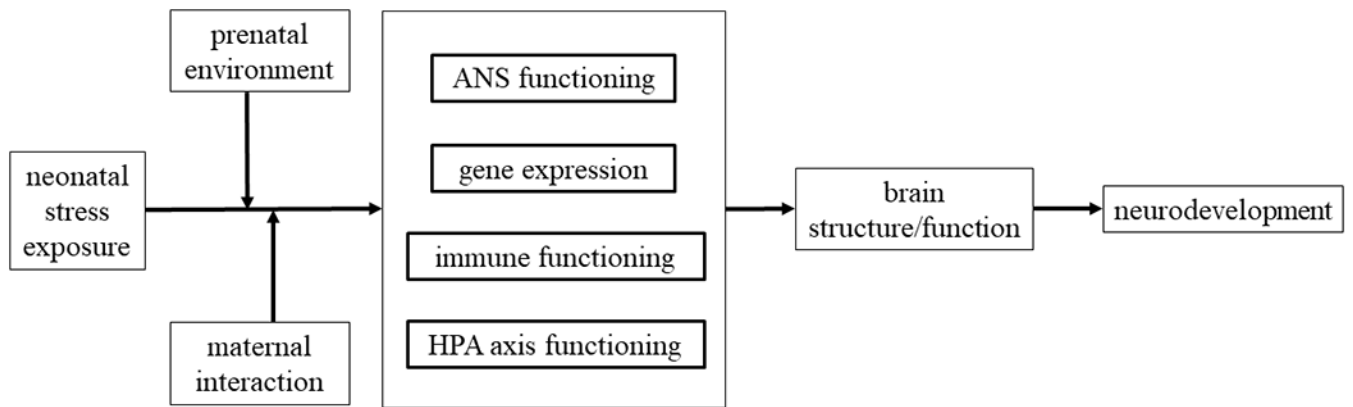 prenatal
environment
neonatal
stress
exposure
maternal
interaction
ANS functioning
gene expression
immune functioning
HPA axis functioning
brain
structure/function
neurodevelopment